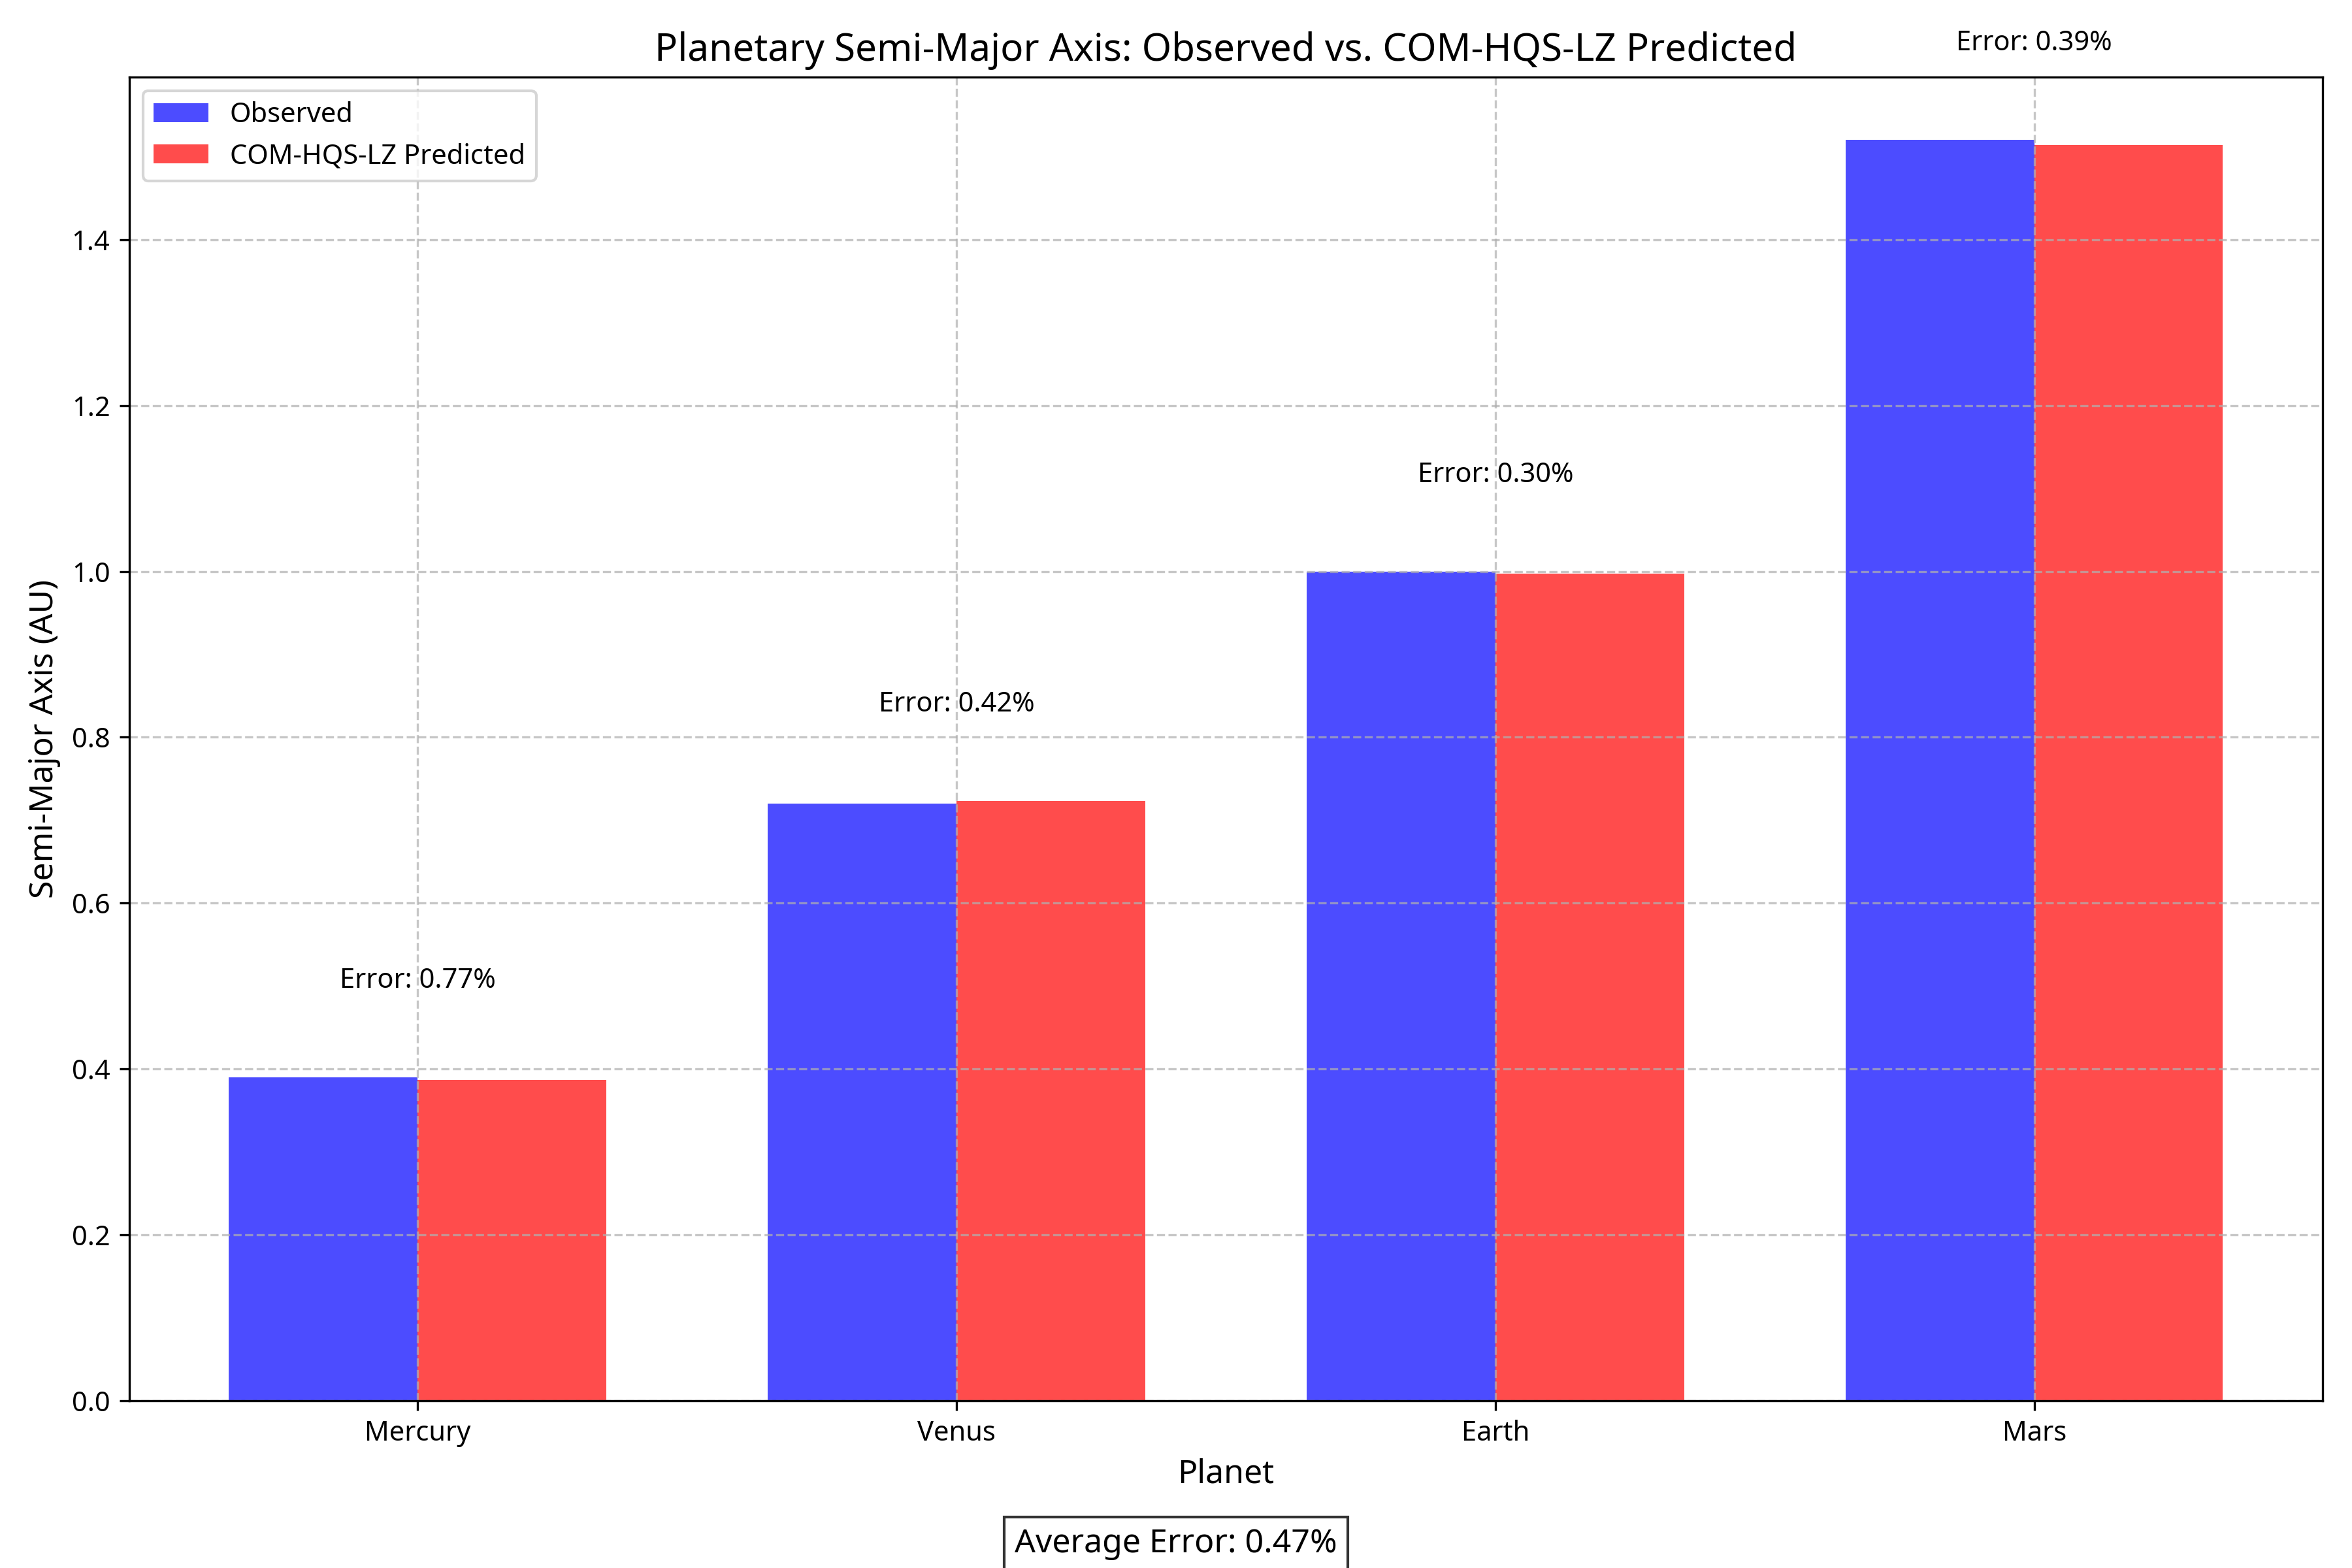 Planetary Semi-Major Axis: Observed vs. COM-HQS-LZ Predicted
Error: 0.39%
Observed
COM-HQS-LZ Predicted
1.4
1.2
Error: 0.30%
1.0
Semi-Major Axis (AU)
Error: 0.42%
0.8
0.6
Error: 0.77%
0.4
0.2
0.0
Mercury
Venus
Earth
Mars
Planet
Average Error: 0.47%